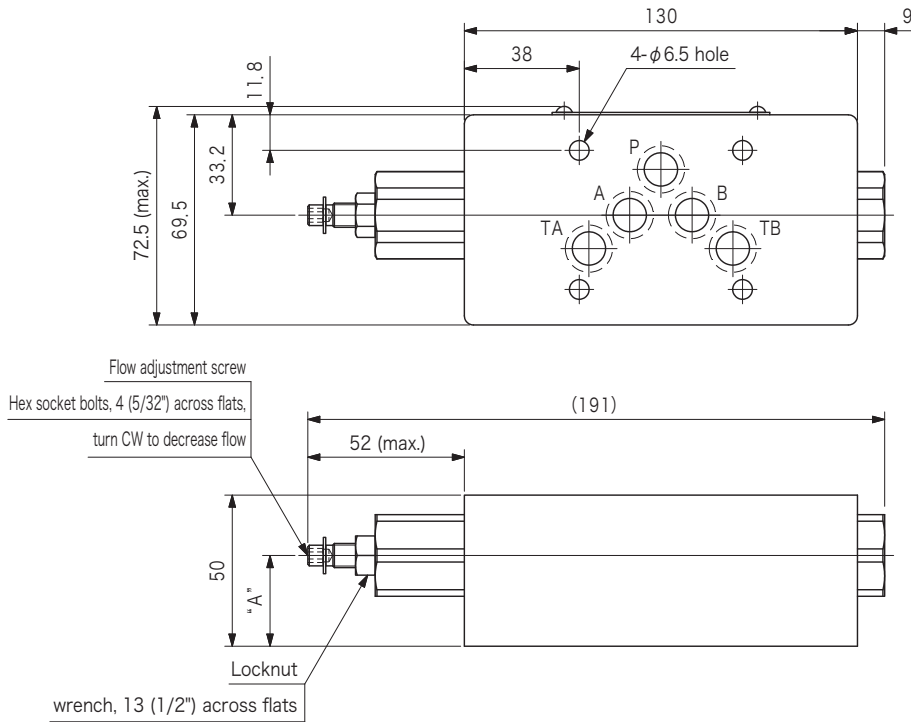 130
9
38
4-φ6.5 hole
11.8
33.2
69.5
72.5 (max.)
P
A
B
TA
TB
Flow adjustment screw
Hex socket bolts, 4 (5/32") across flats,
turn CW to decrease flow
(191)
52 (max.)
50
"A"
Locknut
wrench, 13 (1/2") across flats